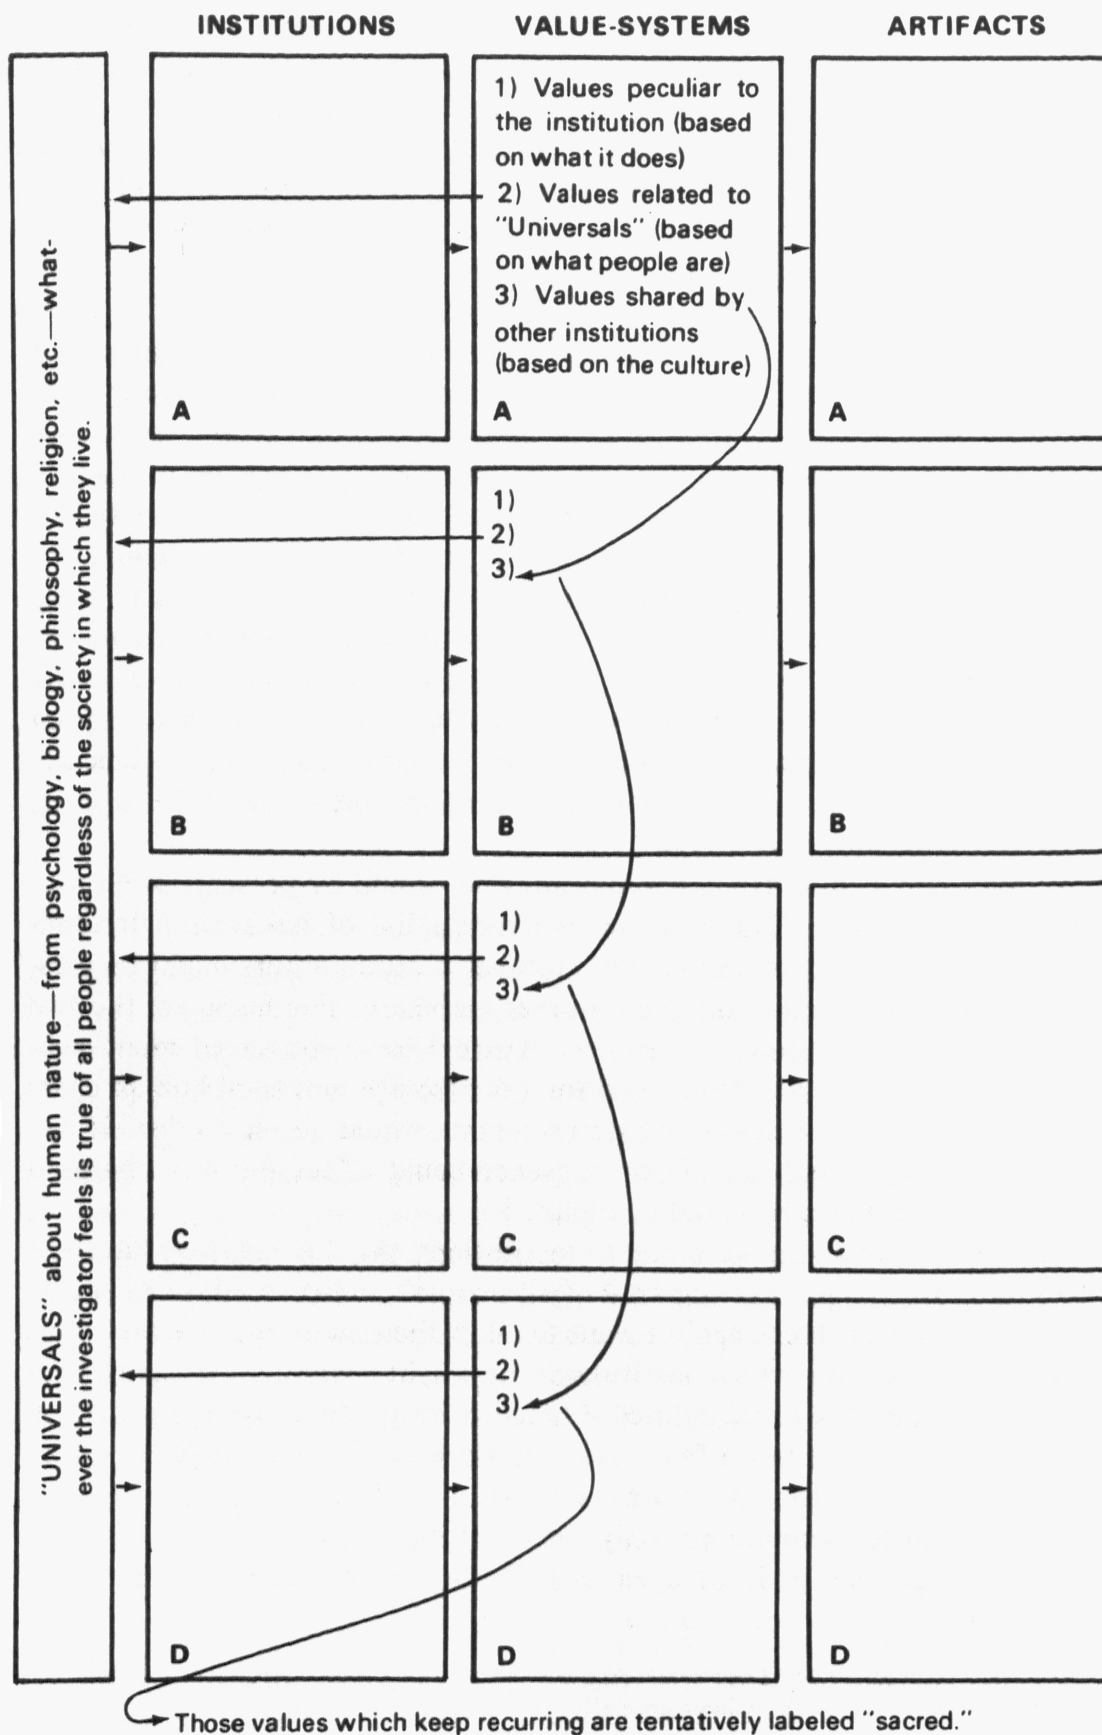 INSTITUTIONS VALUE-SYSTEMS ARTIFACTS
"UNIVERSALS" about human nature—from psychology, biology, philosophy, religion, etc.—what-
ever the investigator feels is true of all people regardless of the society in which they live.
1) Values peculiar to
the institution (based
on what it does)
2) Values related to
"Universals" (based
on what people are)
3) Values shared by
other institutions
(based on the culture)
A A A
1)
2)
3)
B B B
1)
2)
3)
C C C
1)
2)
3)
D D D
Those values which keep recurring are tentatively labeled "sacred."